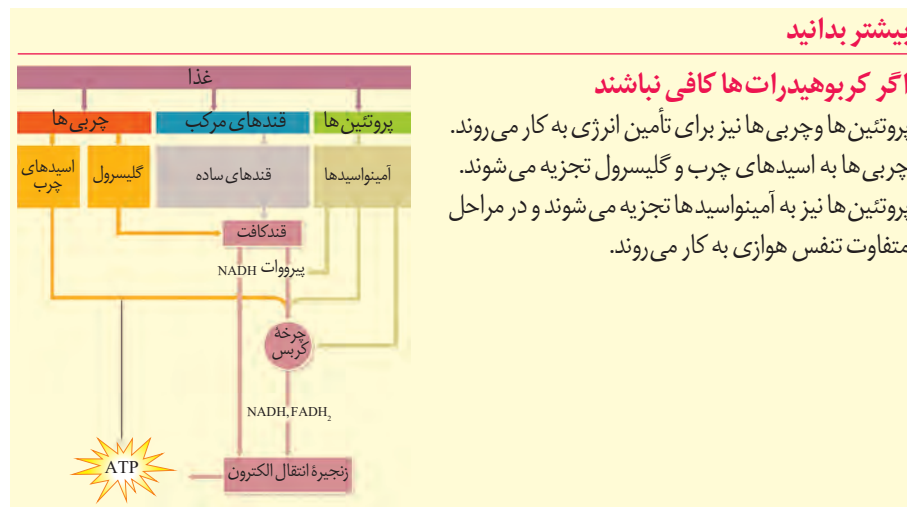 بیشتر بدانید
اگر کربوهیدرات‌ها کافی نباشند
پروتئین‌ها وچربی‌ها نیز برای تأمین انرژی به کار می‌روند.
چربی‌ها به اسیدهای چرب و گلیسرول تجزیه می‌شوند.
پروتئین‌ها نیز به آمینواسیدها تجزیه می‌شوند و در مراحل
متفاوت تنفس هوازی به کار می‌روند.
غذا
پروتئین‌ها
قندهای مرکب
چربی‌ها
آمینواسیدها
قندهای ساده
گلیسرول
اسیدهای
چرب
قندکافت
پیرووات NADH
چرخهٔ
کربس
NADH, FADH₂
زنجیرهٔ انتقال الکترون
ATP